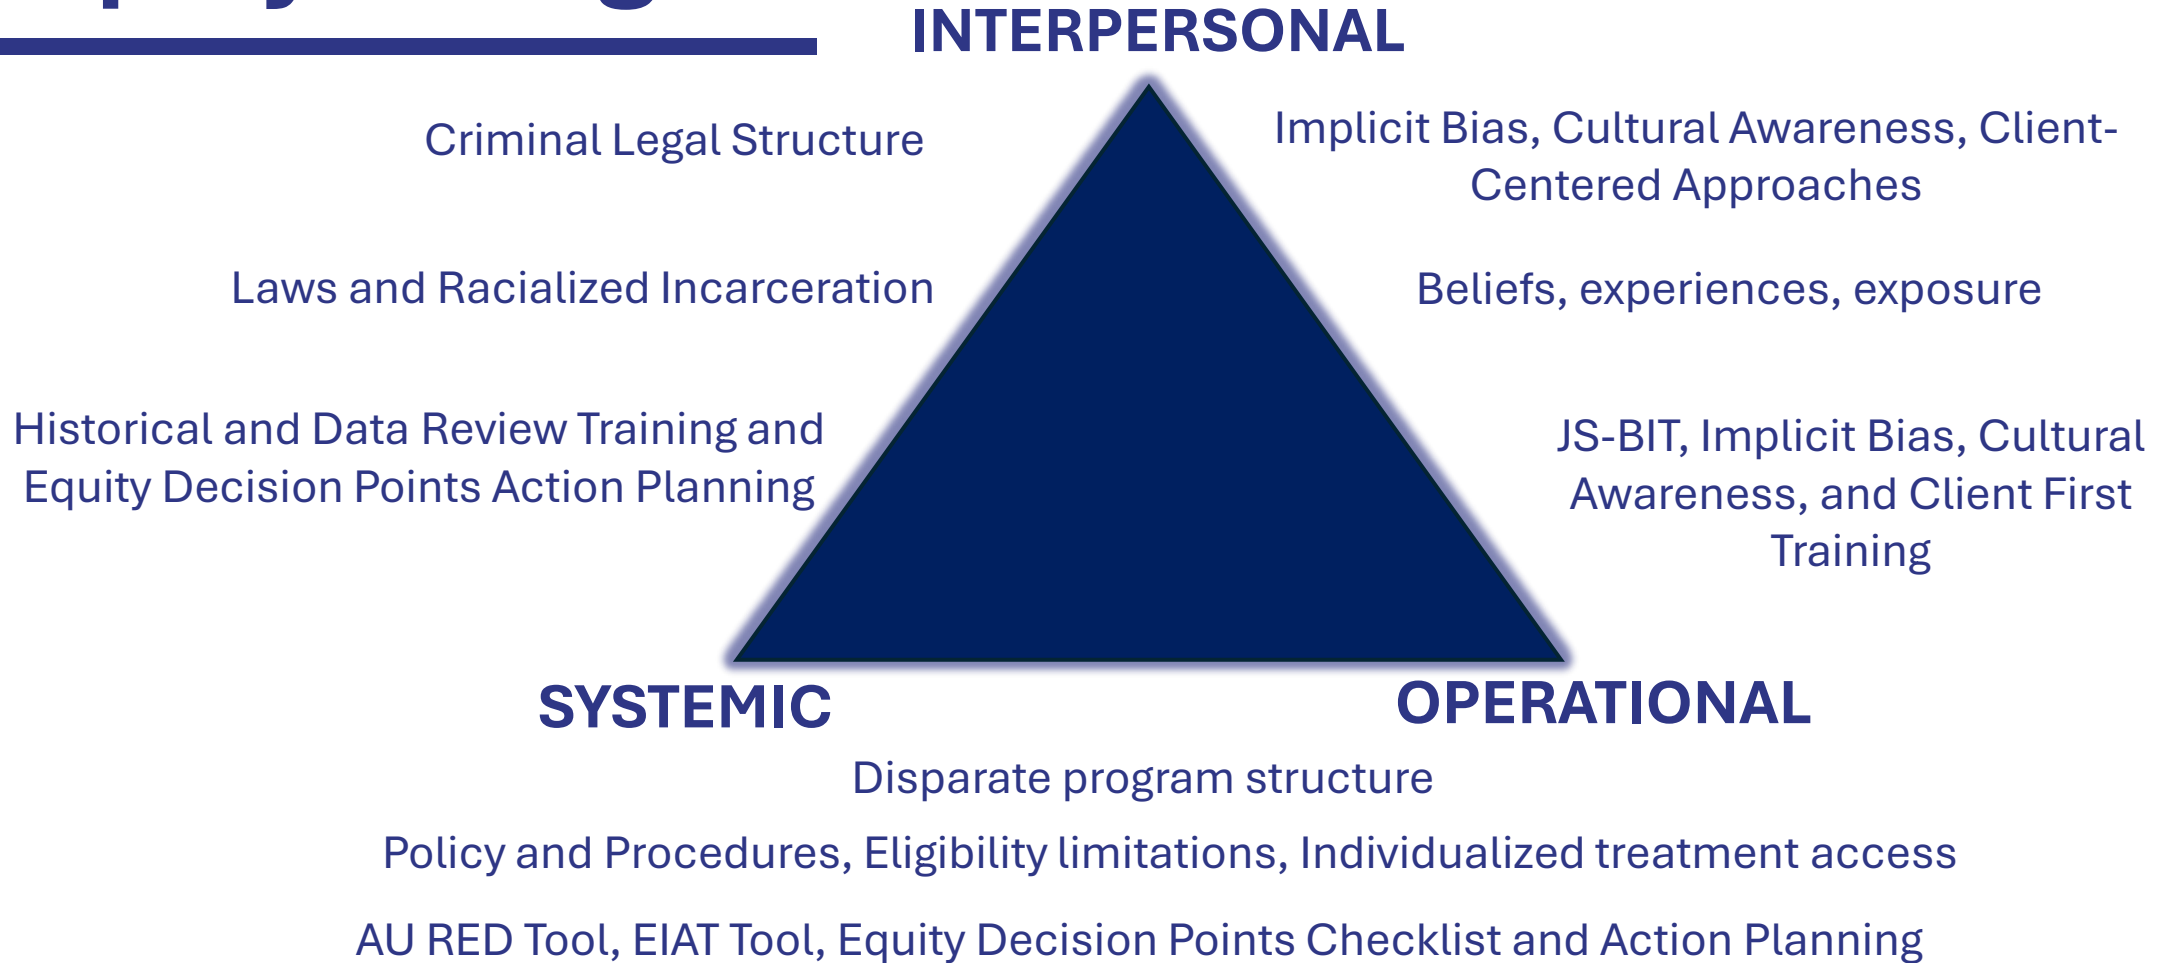 INTERPERSONAL
Criminal Legal Structure
Implicit Bias, Cultural Awareness, Client-
Centered Approaches
Laws and Racialized Incarceration
Beliefs, experiences, exposure
Historical and Data Review Training and
Equity Decision Points Action Planning
JS-BIT, Implicit Bias, Cultural
Awareness, and Client First
Training
SYSTEMIC
OPERATIONAL
Disparate program structure
Policy and Procedures, Eligibility limitations, Individualized treatment access
AU RED Tool, EIAT Tool, Equity Decision Points Checklist and Action Planning